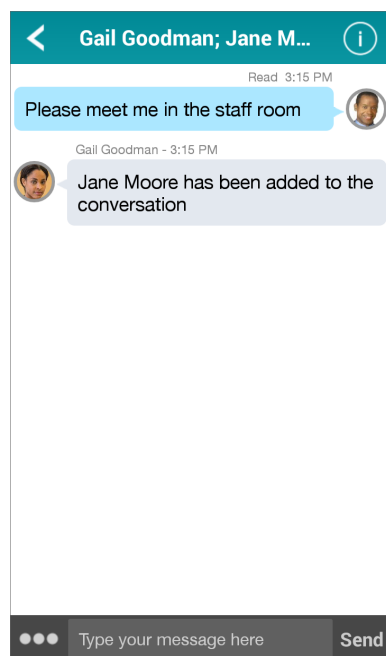 Gail Goodman; Jane M...
Read 3:15 PM
Please meet me in the staff room
Gail Goodman - 3:15 PM
Jane Moore has been added to the
conversation
Type your message here
Send